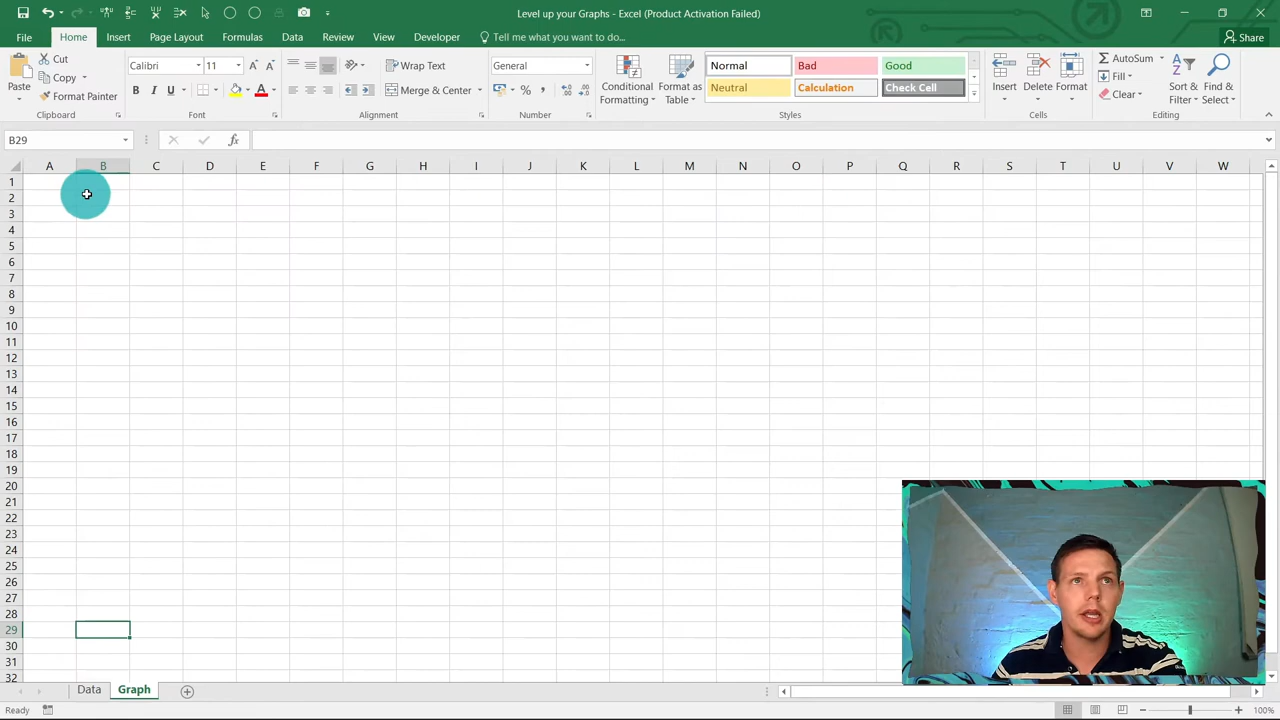 Level up your Graphs - Excel (Product Activation Failed)
File Home Insert Page Layout Formulas Data Review View Developer Tell me what you want to do... Share
Paste
Cut
Copy
Format Painter
Clipboard
Calibri 11
B I U A
Font
Wrap Text
Merge & Center
Alignment
General
% ,
Number
Conditional Formatting
Format as Table
Normal Bad Good
Neutral Calculation Check Cell
Styles
Insert Delete Format
Cells
AutoSum
Fill
Clear
Sort & Filter
Find & Select
Editing
B29 fx
A B C D E F G H I J K L M N O P Q R S T U V W
1
2
3
4
5
6
7
8
9
10
11
12
13
14
15
16
17
18
19
20
21
22
23
24
25
26
27
28
29
30
31
32
Data Graph
Ready 100%